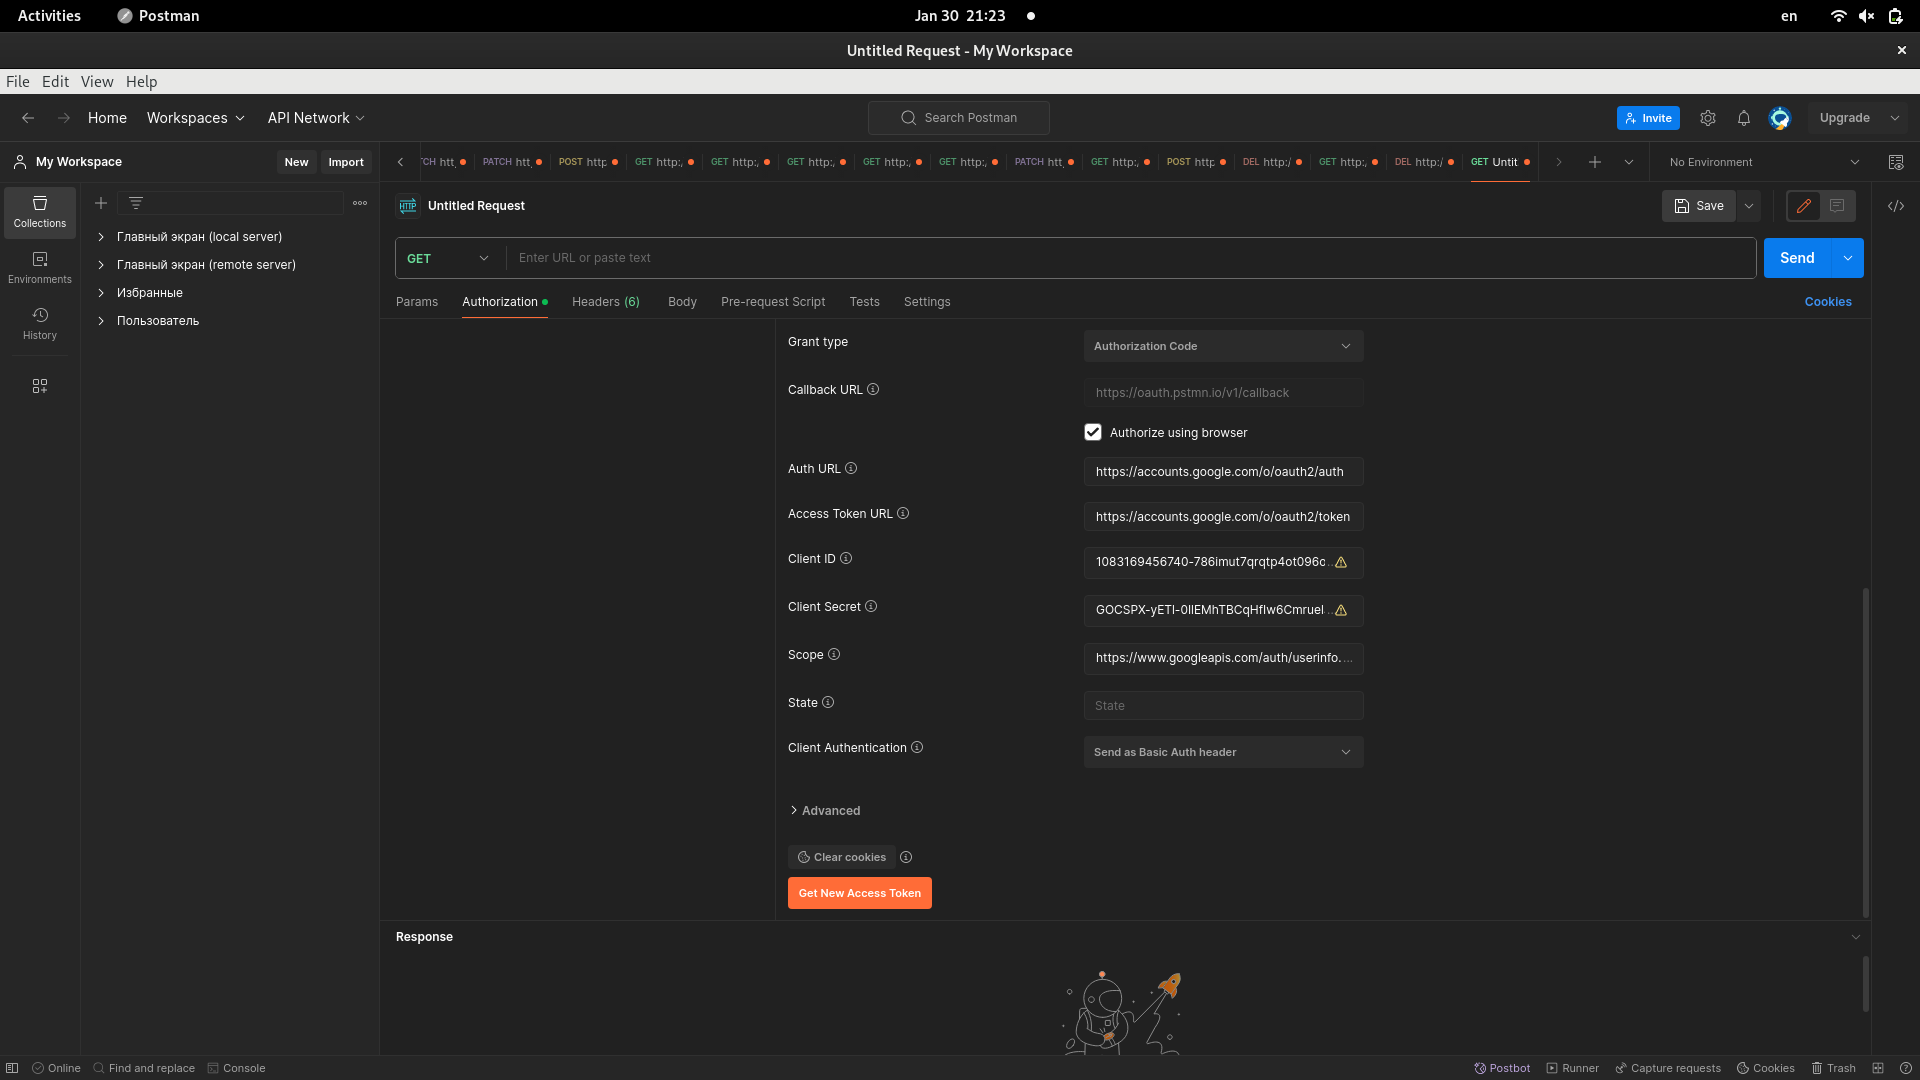 Activities Postman Jan 30 21:23 en
Untitled Request - My Workspace
File Edit View Help
Home Workspaces API Network Search Postman Invite Upgrade
My Workspace New Import
TCH htt PATCH htt POST http GET http:, GET http:, GET http:, GET http:, GET http:, PATCH htt GET http:, POST http DEL http:/ GET http:, DEL http:/ GET Untit No Environment
Collections
Environments
History
Главный экран (local server)
Главный экран (remote server)
Избранные
Пользователь
HTTP Untitled Request Save
GET Enter URL or paste text Send
Params Authorization Headers (6) Body Pre-request Script Tests Settings Cookies
Grant type Authorization Code
Callback URL https://oauth.pstmn.io/v1/callback
Authorize using browser
Auth URL https://accounts.google.com/o/oauth2/auth
Access Token URL https://accounts.google.com/o/oauth2/token
Client ID
Client Secret
Scope https://www.googleapis.com/auth/userinfo....
State State
Client Authentication Send as Basic Auth header
Advanced
Clear cookies
Get New Access Token
Response
Online Find and replace Console Postbot Runner Capture requests Cookies Trash